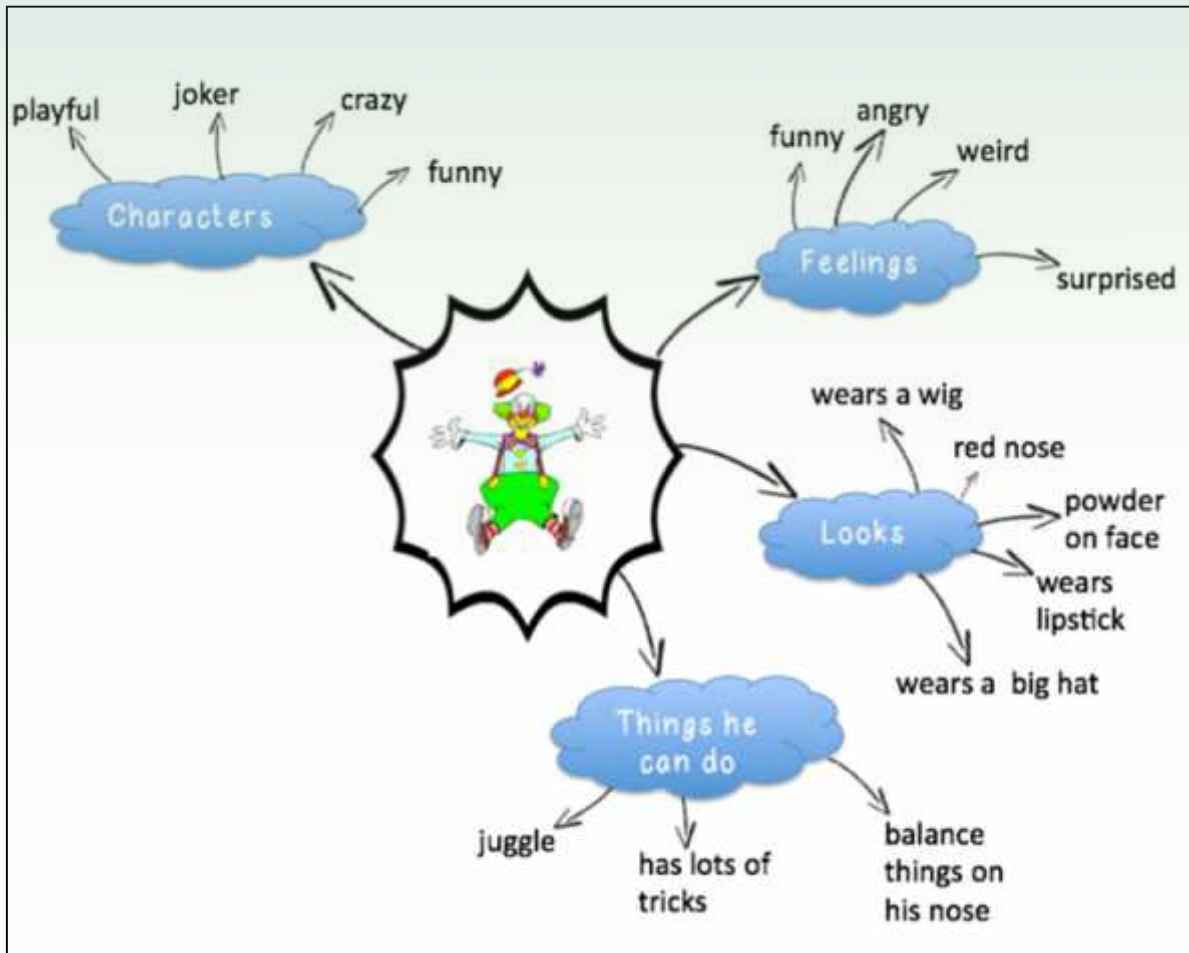 playful
joker
crazy
funny
Characters
funny
angry
weird
surprised
Feelings
wears a wig
red nose
powder
on face
wears
lipstick
wears a big hat
Looks
Things he
can do
juggle
has lots of
tricks
balance
things on
his nose